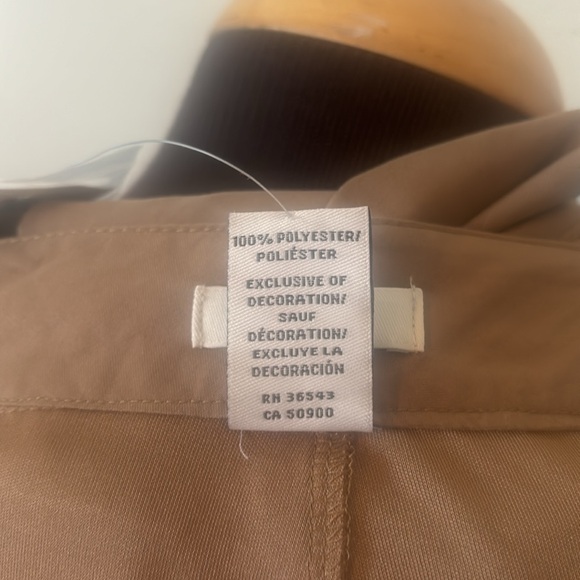 100% POLYESTER/
POLIÉSTER
EXCLUSIVE OF
DECORATION/
SAUF
DÉCORATION/
EXCLUYE LA
DECORACIÓN
RN 36543
CA 50900